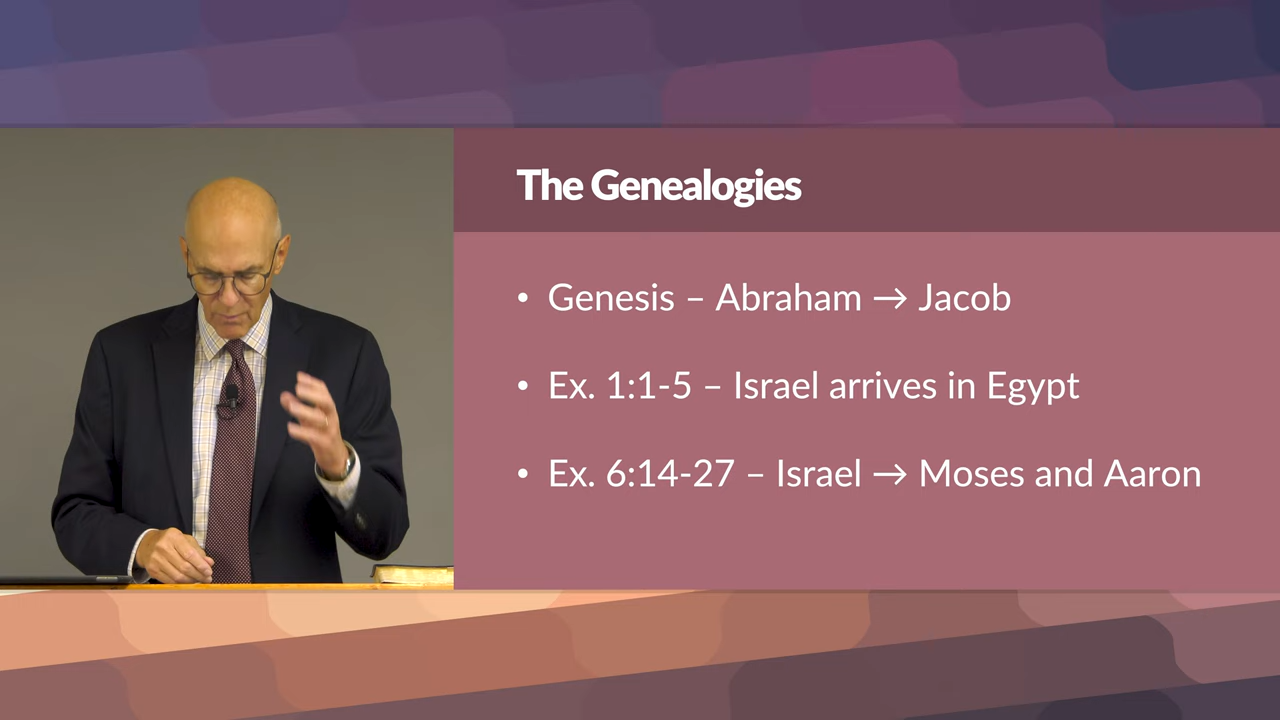 The Genealogies
• Genesis – Abraham → Jacob
• Ex. 1:1-5 – Israel arrives in Egypt
• Ex. 6:14-27 – Israel → Moses and Aaron